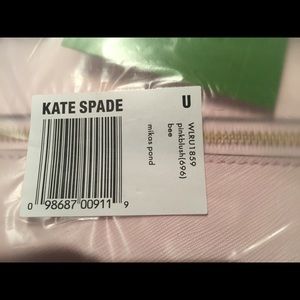 KATE SPADE
U
WLRU1859
pinkblush(696)
bee
mikas pond
0 98687 00911 9